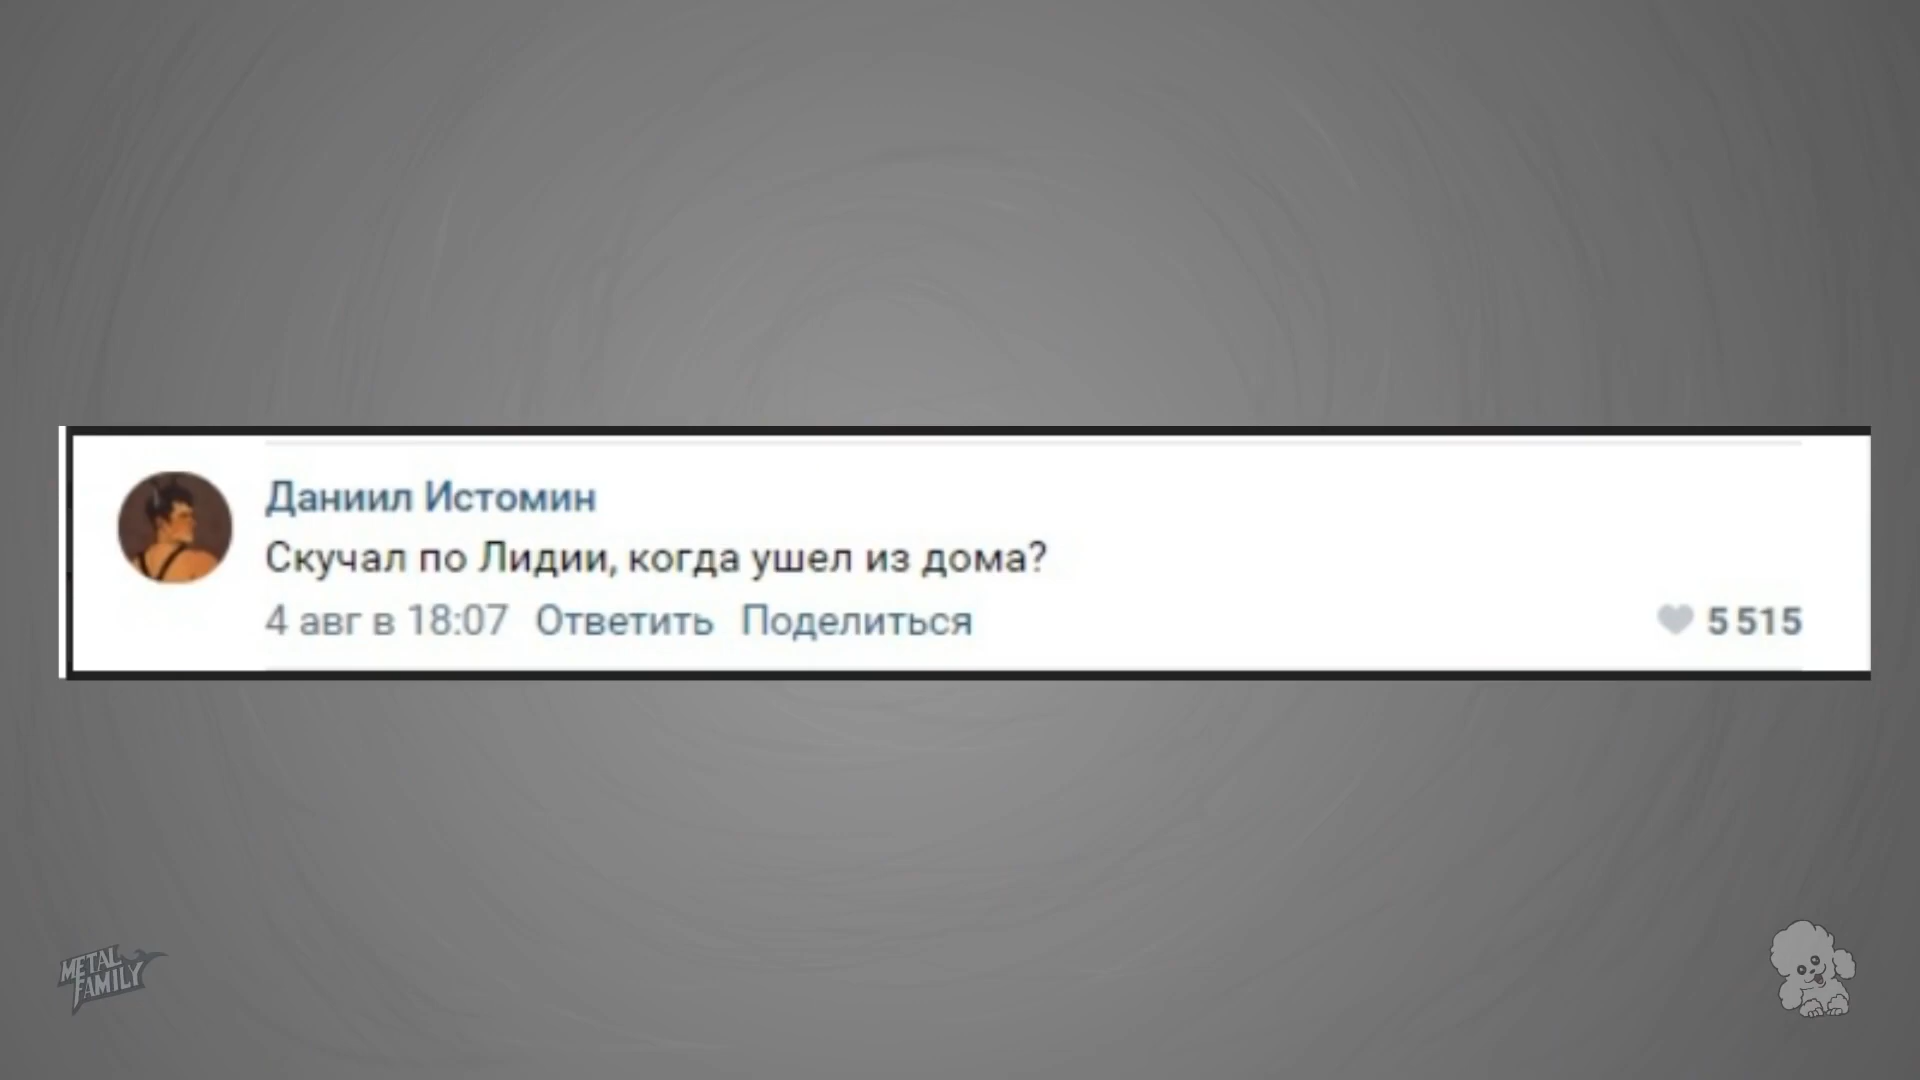 Даниил Истомин
Скучал по Лидии, когда ушел из дома?
4 авг в 18:07 Ответить Поделиться
5 515
METAL
FAMILY